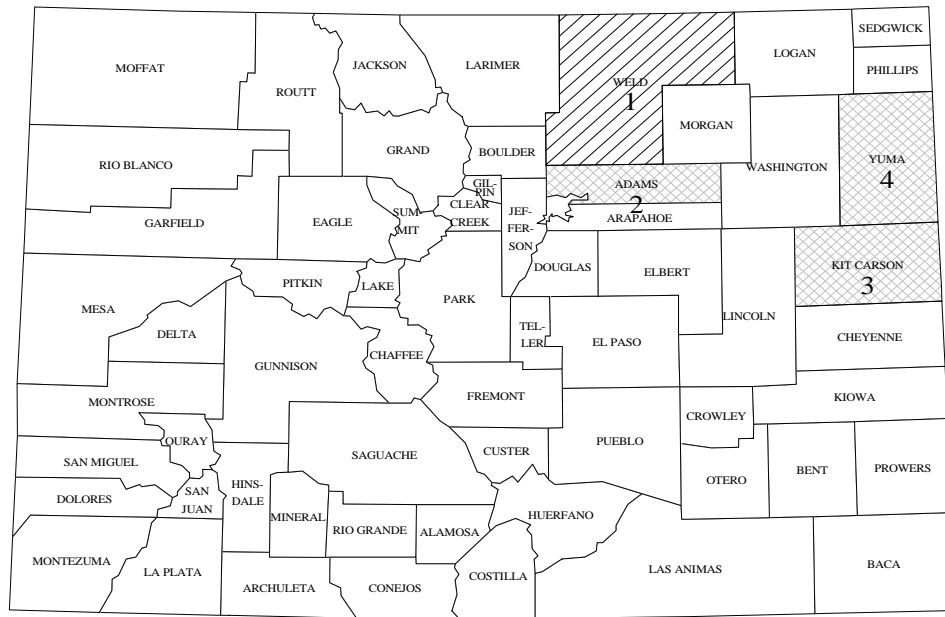 SEDGWICK
LOGAN
JACKSON
LARIMER
MOFFAT
PHILLIPS
WELD
1
ROUTT
MORGAN
GRAND
BOULDER
RIO BLANCO
WASHINGTON
YUMA
4
GIL-
PIN
ADAMS
2
CLEAR
CREEK
JEF-
FER-
SON
ARAPAHOE
GARFIELD
EAGLE
SUM-
MIT
DOUGLAS
ELBERT
KIT CARSON
3
PITKIN
LAKE
PARK
MESA
LINCOLN
DELTA
TEL-
LER
EL PASO
CHEYENNE
CHAFFEE
GUNNISON
FREMONT
KIOWA
MONTROSE
CROWLEY
OURAY
PUEBLO
CUSTER
SAGUACHE
SAN MIGUEL
BENT
PROWERS
OTERO
HINS-
DALE
SAN
JUAN
DOLORES
MINERAL
RIO GRANDE
ALAMOSA
HUERFANO
MONTEZUMA
LA PLATA
ARCHULETA
CONEJOS
COSTILLA
LAS ANIMAS
BACA